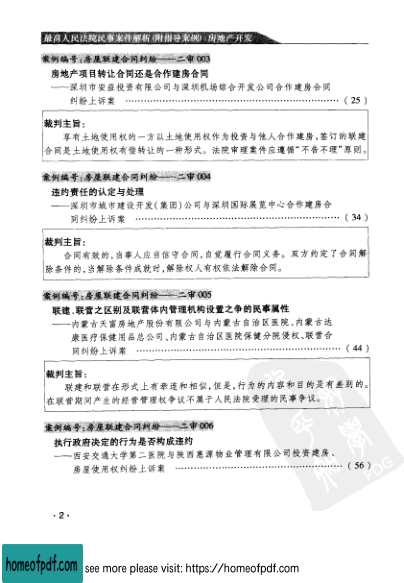 最高人民法院民事案件解析(附指导案例)·房地产开发
案例编号:房屋联建合同纠纷——二审003
房地产项目转让合同还是合作建房合同
——深圳市安益投资有限公司与深圳机场综合开发公司合作建房合同
纠纷上诉案 ……………………………………………… ( 25 )
裁判主旨:
享有土地使用权的一方以土地使用权作为投资与他人合作建房,签订的联建
合同是土地使用权有偿转让的一种形式。法院审理案件应遵循“不告不理”原则。
案例编号:房屋联建合同纠纷——二审004
违约责任的认定与处理
——深圳市城市建设开发(集团)公司与深圳国际展览中心合作建房合
同纠纷上诉案 ……………………………………………… ( 34 )
裁判主旨:
合同有效的,当事人应当信守合同,自觉履行合同义务。双方约定了合同解
除条件的,当解除条件成就时,解除权人有权依法解除合同。
案例编号:房屋联建合同纠纷——二审005
联建、联营之区别及联营体内管理机构设置之争的民事属性
——内蒙古天富房地产股份有限公司与内蒙古自治区医院、内蒙古达
康医疗保健用品总公司、内蒙古自治区医院保健分院侵权、联营合
同纠纷上诉案 ……………………………………………… ( 44 )
裁判主旨:
联建和联营在形式上有牵连和相似,但是,行为的内容和目的是有差别的。
在联营期间产生的经营管理权争议不属于人民法院受理的民事争议。
案例编号:房屋联建合同纠纷——二审006
执行政府决定的行为是否构成违约
——西安交通大学第二医院与陕西惠源物业管理有限公司投资建房、
房屋使用权纠纷上诉案 ……………………………………… ( 56 )
· 2 ·
PDG
homeofpdf.com
see more please visit: https://homeofpdf.com